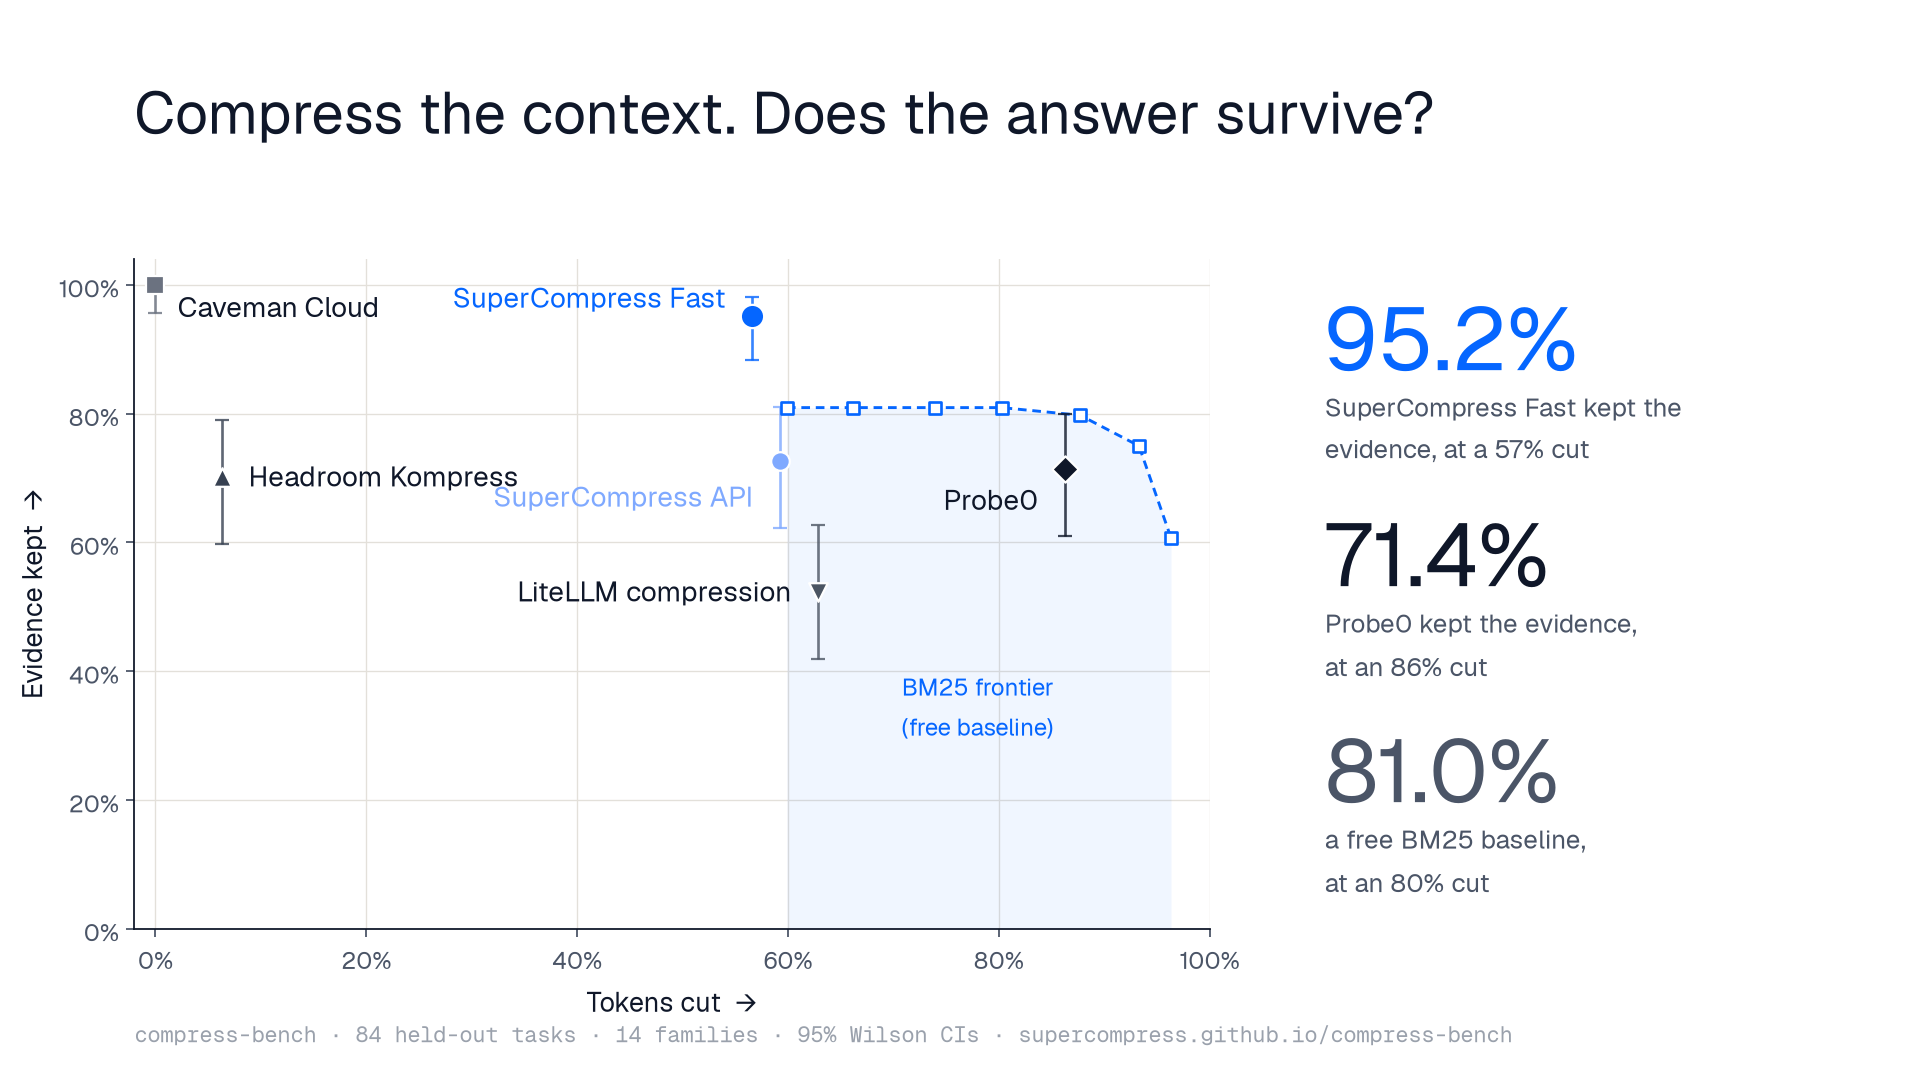 Compress the context. Does the answer survive?
100%
80%
60%
40%
20%
0%
Evidence kept →
Caveman Cloud
SuperCompress Fast
Headroom Kompress
SuperCompress API
Probe0
LiteLLM compression
BM25 frontier
(free baseline)
0%
20%
40%
60%
80%
100%
Tokens cut →
95.2%
SuperCompress Fast kept the
evidence, at a 57% cut
71.4%
Probe0 kept the evidence,
at an 86% cut
81.0%
a free BM25 baseline,
at an 80% cut
compress-bench · 84 held-out tasks · 14 families · 95% Wilson CIs · supercompress.github.io/compress-bench